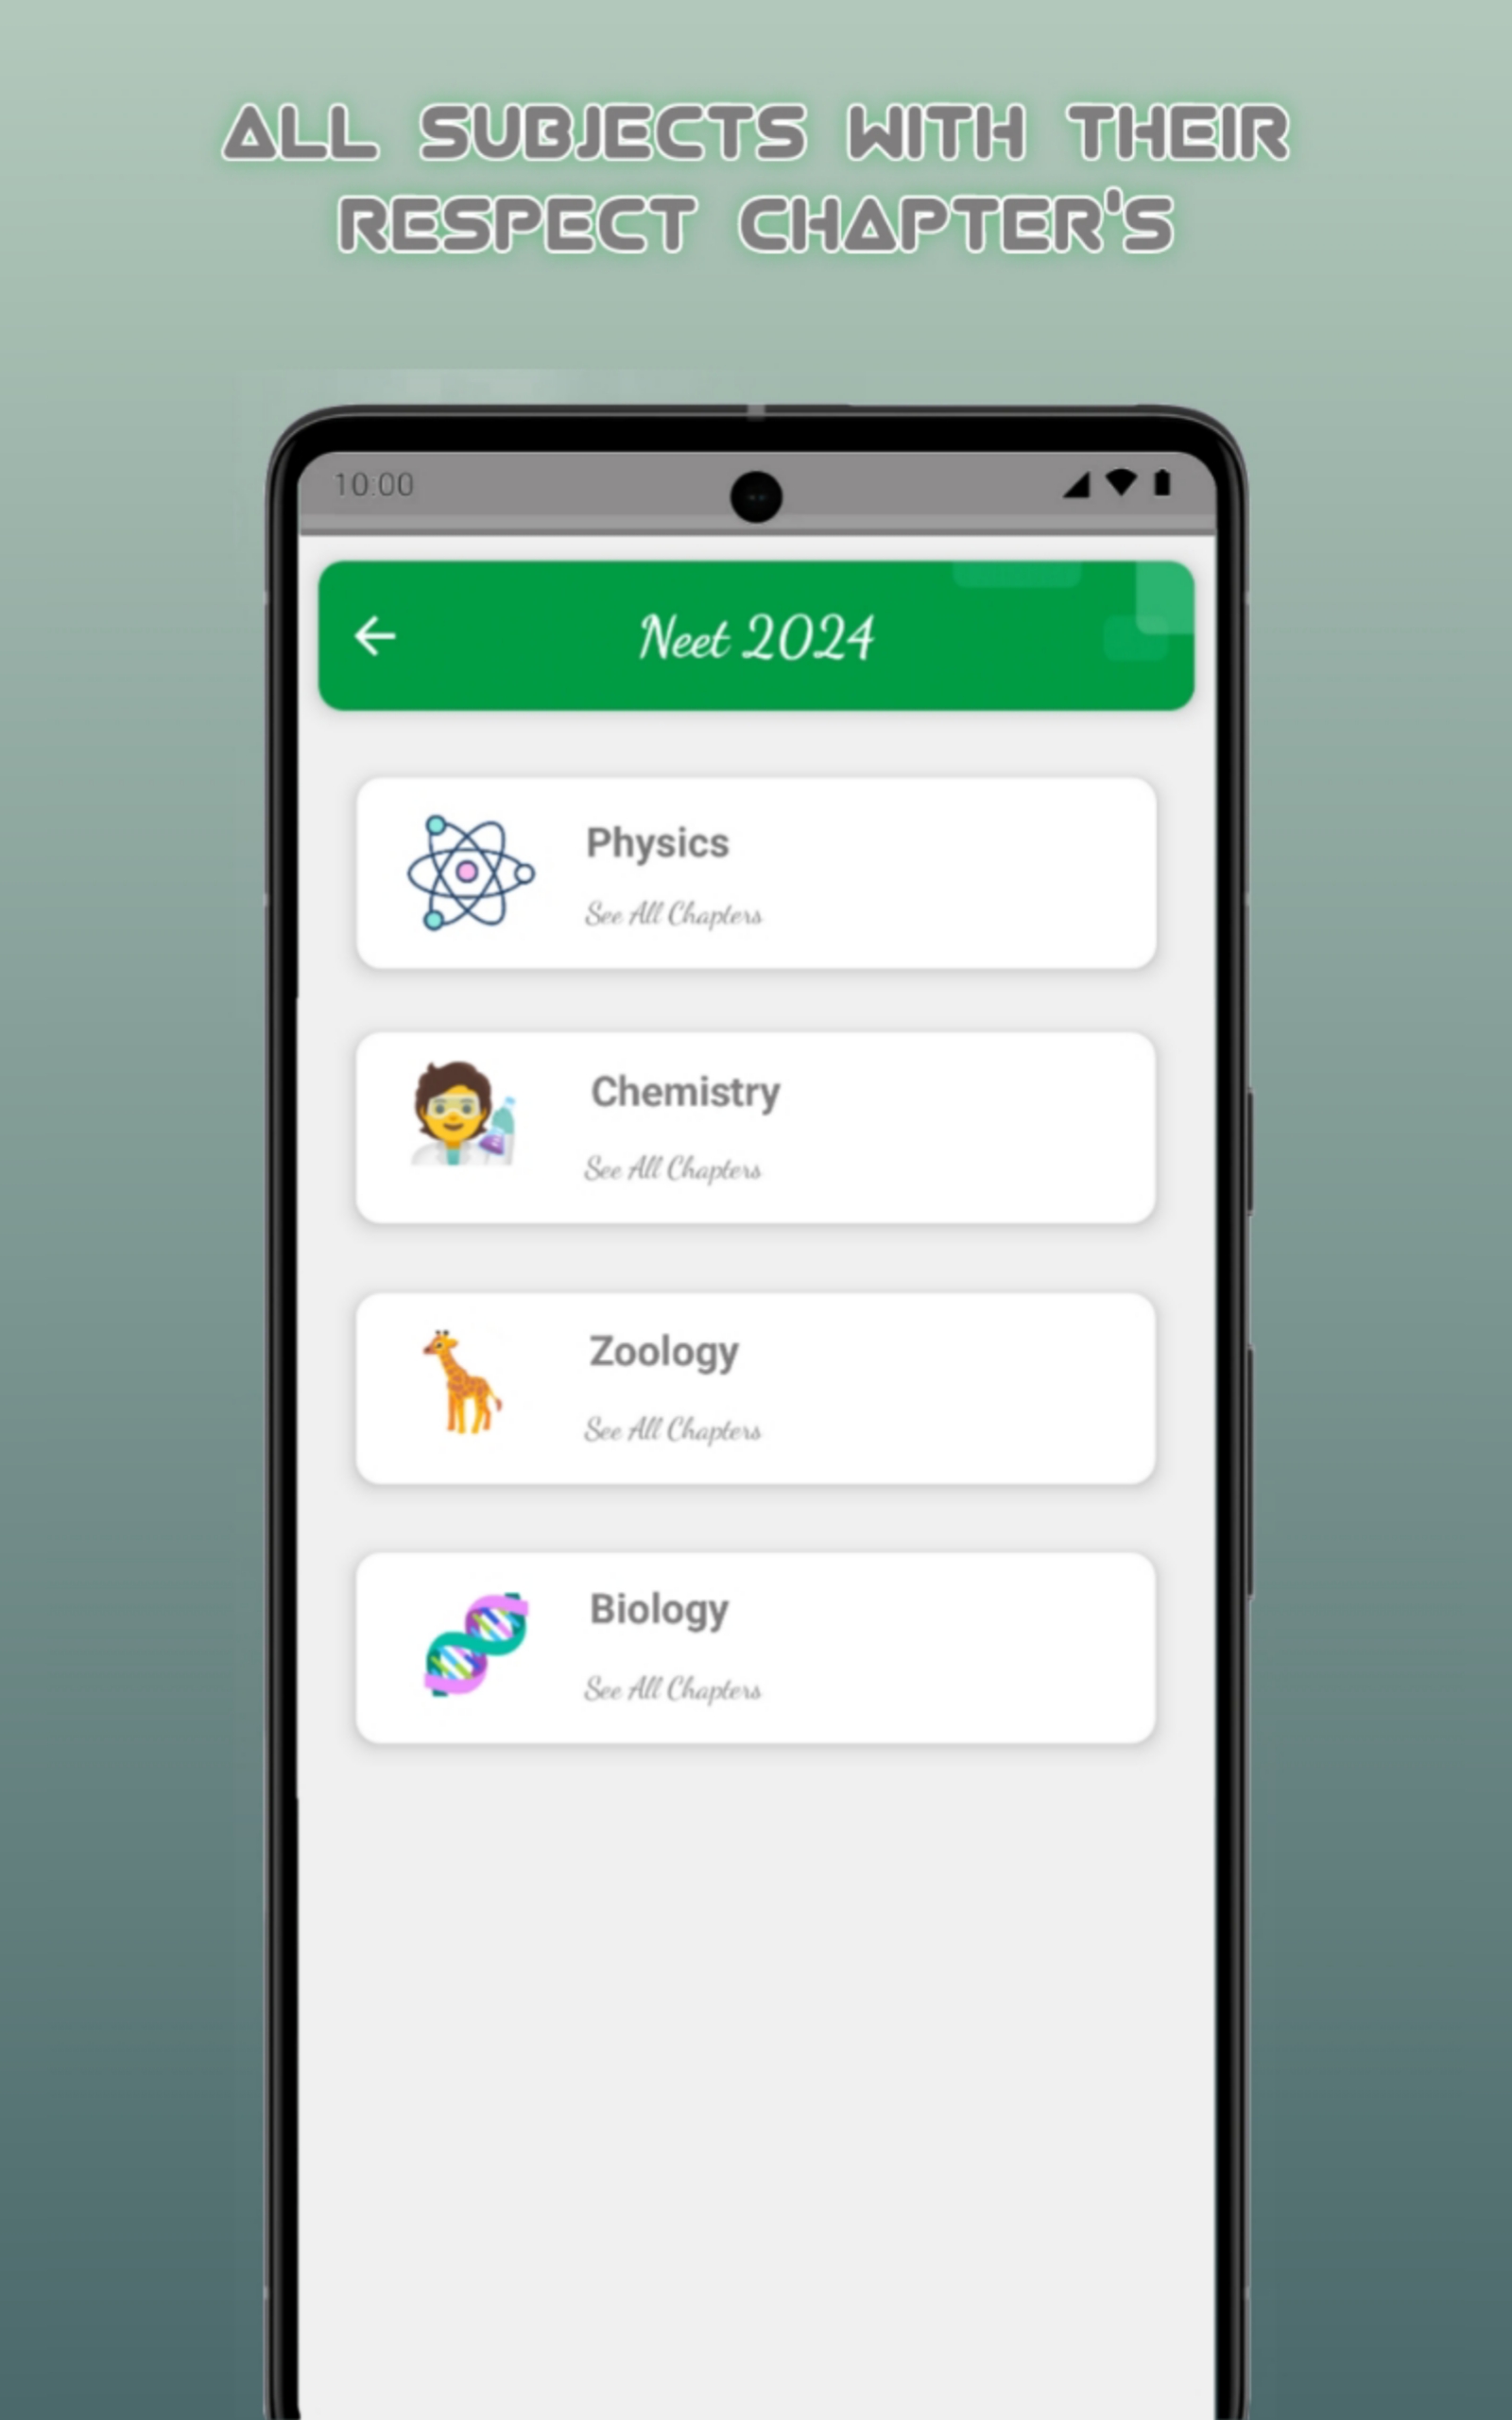 ALL SUBJECTS WITH THEIR
RESPECT CHAPTER'S
10:00
Neet 2024
Physics
See All Chapters
Chemistry
See All Chapters
Zoology
See All Chapters
Biology
See All Chapters